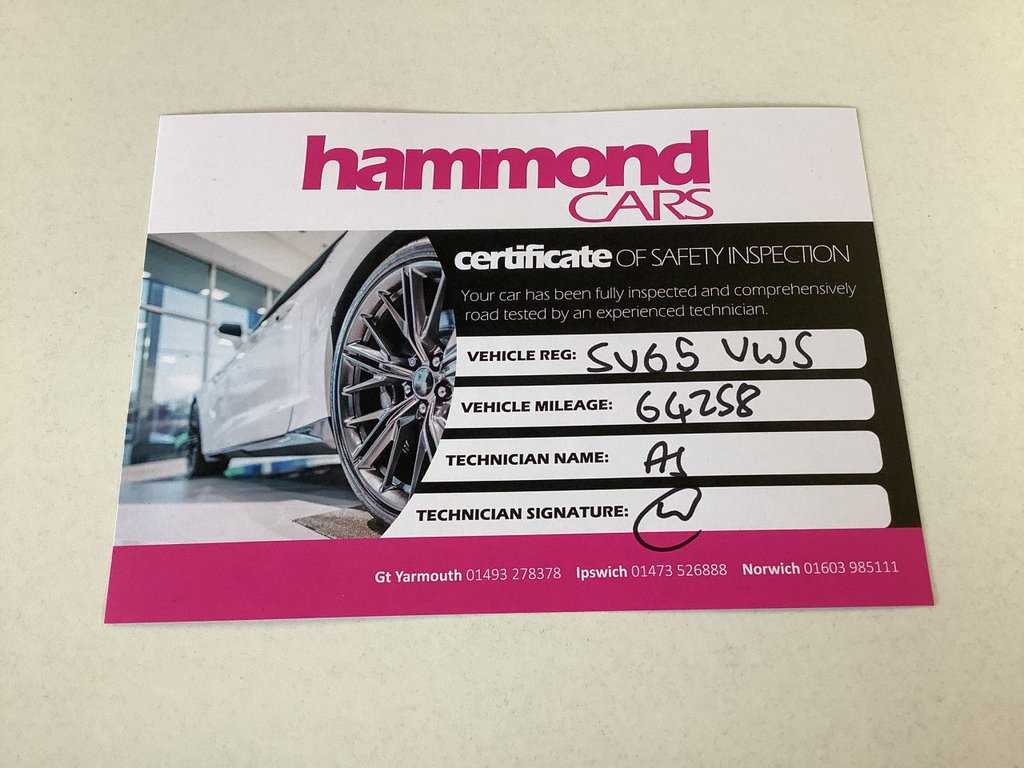 hammond
CARS
certificate OF SAFETY INSPECTION
Your car has been fully inspected and comprehensively
road tested by an experienced technician.
VEHICLE REG: SV65 VWS
VEHICLE MILEAGE: 64258
TECHNICIAN NAME:
TECHNICIAN SIGNATURE:
Gt Yarmouth 01493 278378 Ipswich 01473 526888 Norwich 01603 985111